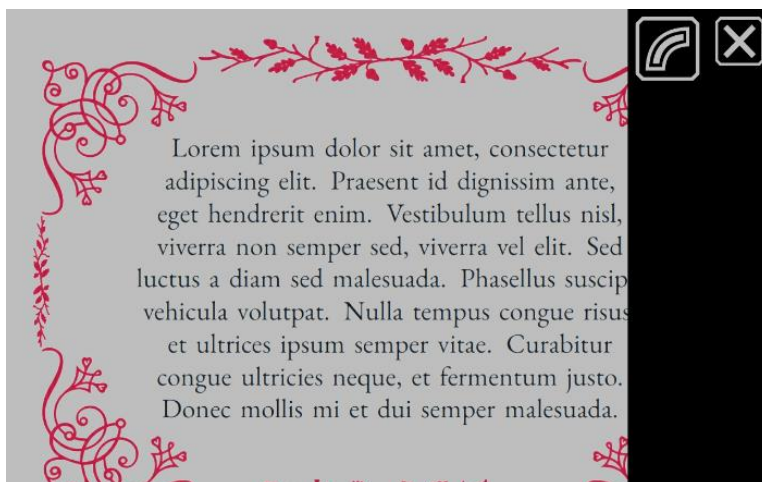 Lorem ipsum dolor sit amet, consectetur
adipiscing elit. Praesent id dignissim ante,
eget hendrerit enim. Vestibulum tellus nisl,
viverra non semper sed, viverra vel elit. Sed
luctus a diam sed malesuada. Phasellus suscip
vehicula volutpat. Nulla tempus congue risus
et ultrices ipsum semper vitae. Curabitur
congue ultricies neque, et fermentum justo.
Donec mollis mi et dui semper malesuada.